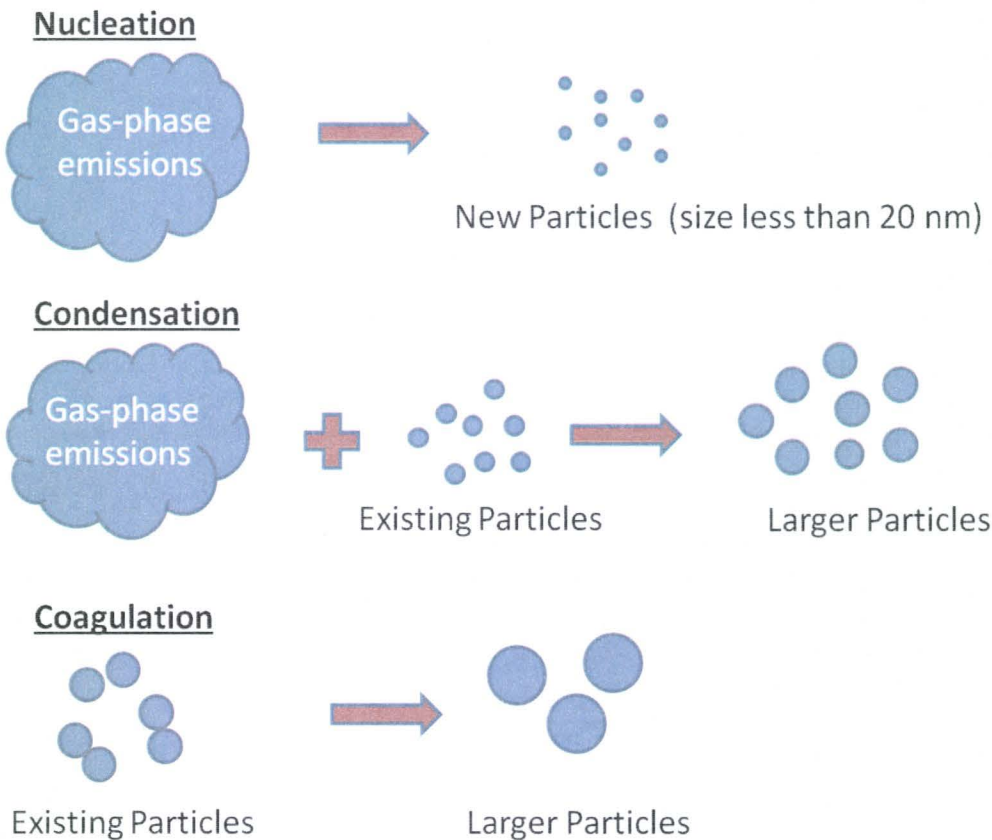 Nucleation
Gas-phase
emissions
New Particles (size less than 20 nm)
Condensation
Gas-phase
emissions
Existing Particles
Larger Particles
Coagulation
Existing Particles
Larger Particles